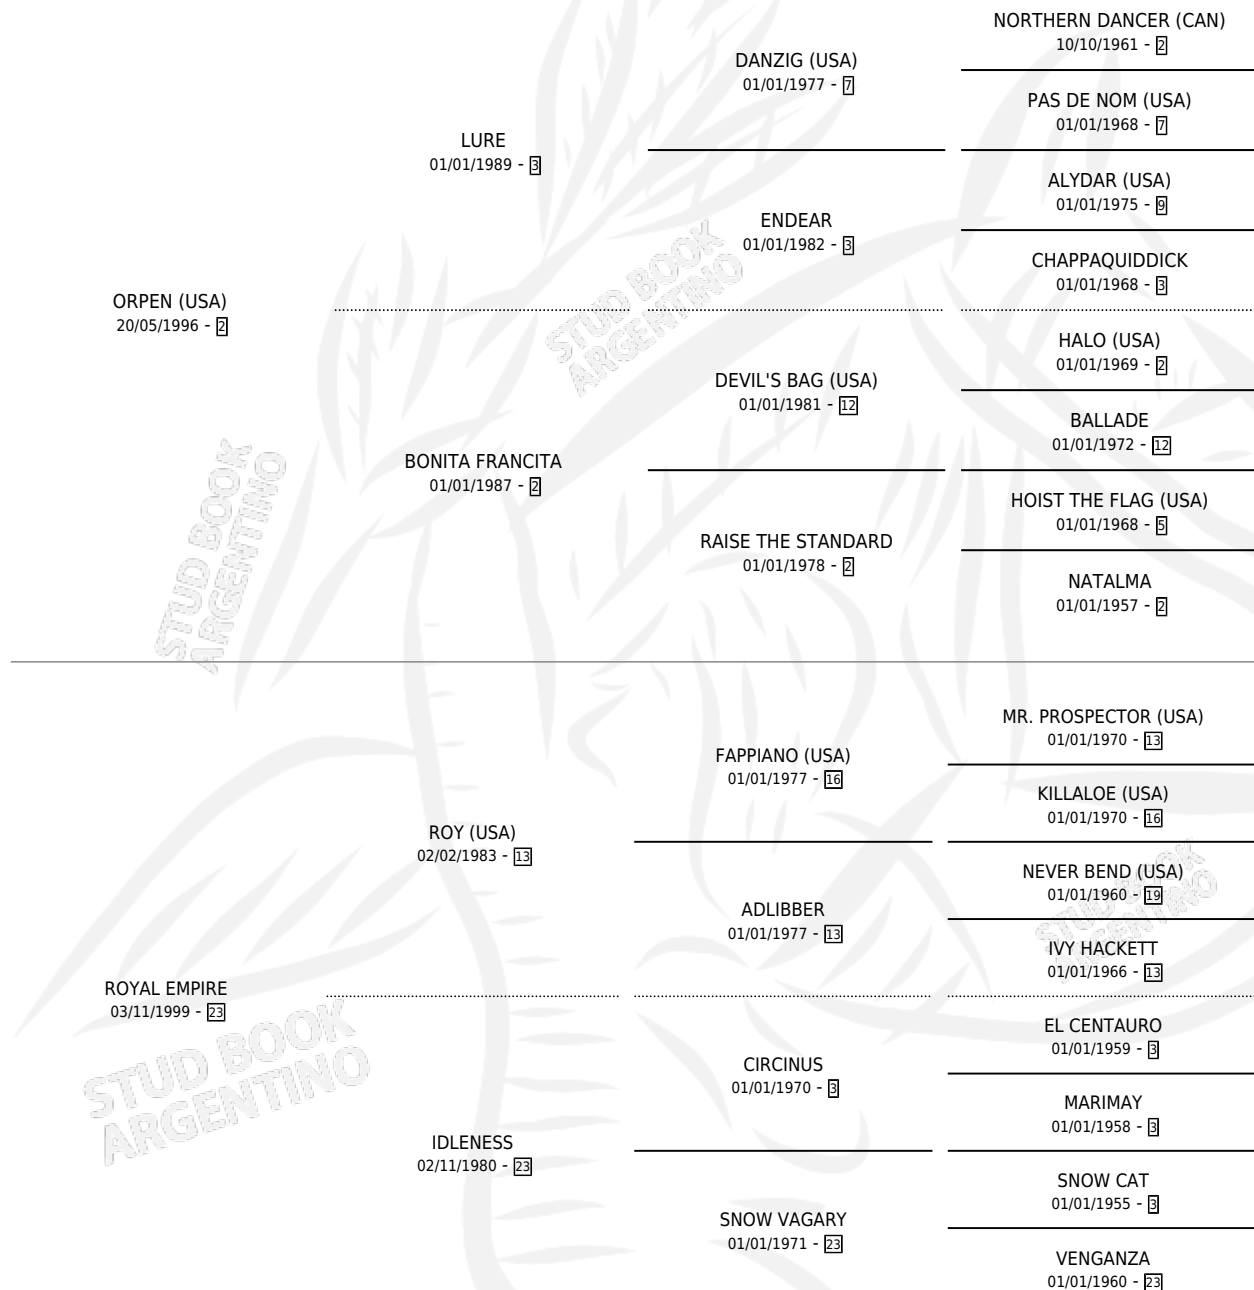 NORTHERN DANCER (CAN)
10/10/1961 - 2
DANZIG (USA)
01/01/1977 - 7
PAS DE NOM (USA)
01/01/1968 - 7
LURE
01/01/1989 - 3
ALYDAR (USA)
01/01/1975 - 9
ENDEAR
01/01/1982 - 3
CHAPPAQUIDDICK
01/01/1968 - 3
ORPEN (USA)
20/05/1996 - 2
STUD BOOK
ARGENTINO
HALO (USA)
01/01/1969 - 2
DEVIL'S BAG (USA)
01/01/1981 - 12
BALLADE
01/01/1972 - 12
BONITA FRANCITA
01/01/1987 - 2
HOIST THE FLAG (USA)
01/01/1968 - 5
RAISE THE STANDARD
01/01/1978 - 2
NATALMA
01/01/1957 - 2
STUD BOOK
ARGENTINO
MR. PROSPECTOR (USA)
01/01/1970 - 13
FAPPIANO (USA)
01/01/1977 - 16
KILLALOE (USA)
01/01/1970 - 16
ROY (USA)
02/02/1983 - 13
NEVER BEND (USA)
01/01/1960 - 19
ADLIBBER
01/01/1977 - 13
IVY HACKETT
01/01/1966 - 13
STUD BOOK
ARGENTINO
ROYAL EMPIRE
03/11/1999 - 23
EL CENTAURO
01/01/1959 - 3
CIRCINUS
01/01/1970 - 3
MARIMAY
01/01/1958 - 3
STUD BOOK
ARGENTINO
IDLENESS
02/11/1980 - 23
SNOW CAT
01/01/1955 - 3
SNOW VAGARY
01/01/1971 - 23
VENGANZA
01/01/1960 - 23